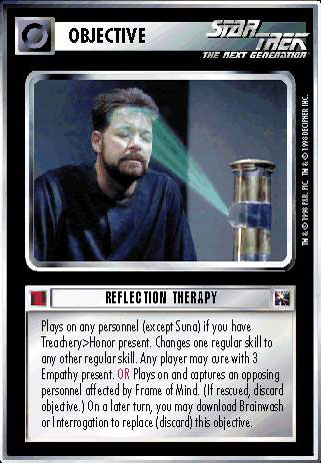 OBJECTIVE
STAR TREK
THE NEXT GENERATION®
TM & © 1998 PAR. PIC. TM & © 1998 DECIPHER INC.
REFLECTION THERAPY
Plays on any personnel (except Suna) if you have
Treachery>Honor present. Changes one regular skill to
any other regular skill. Any player may cure with 3
Empathy present. OR Plays on and captures an opposing
personnel affected by Frame of Mind. (If rescued, discard
objective.) On a later turn, you may download Brainwash
or Interrogation to replace (discard) this objective.